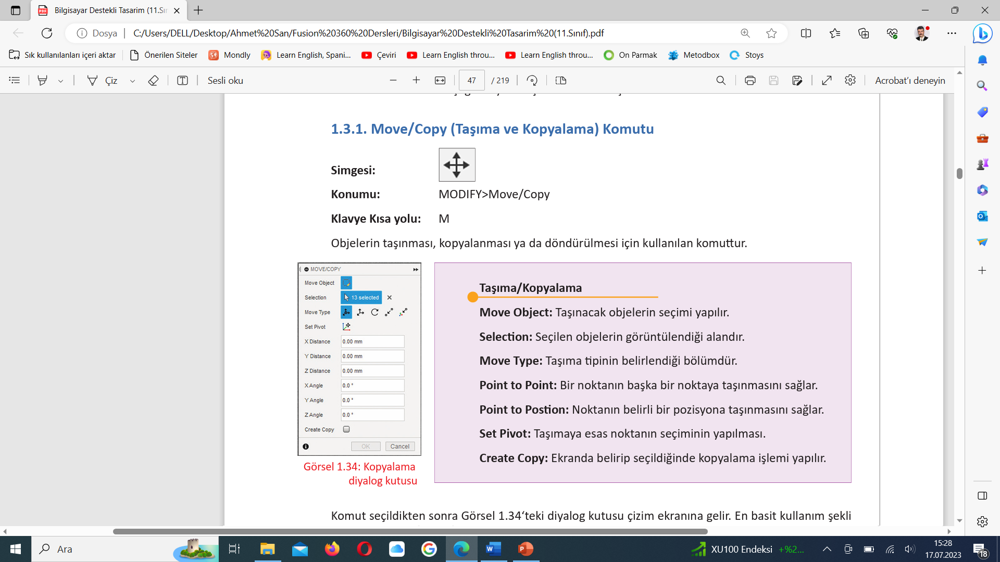 Bilgisayar Destekli Tasarim (11.Sır
Dosya
C:/Users/DELL/Desktop/Ahmet%20San/Fusion%20360%20Dersleri/Bilgisayar%20Destekli%20Tasarim%20(11.Sınıf).pdf
Sık kullanılanları içeri aktar
Önerilen Siteler
Mondly
Learn English, Spani...
Çeviri
Learn English throu...
Learn English throu...
On Parmak
Metodbox
Stoys
Çiz
Sesli oku
47
/ 219
Acrobat'ı deneyin
1.3.1. Move/Copy (Taşıma ve Kopyalama) Komutu
Simgesi:
Konumu: MODIFY>Move/Copy
Klavye Kısa yolu: M
Objelerin taşınması, kopyalanması ya da döndürülmesi için kullanılan komuttur.
MOVE/COPY
Move Object
Selection 13 selected
Move Type
Set Pivot
X Distance 0.00 mm
Y Distance 0.00 mm
Z Distance 0.00 mm
X Angle 0.0 °
Y Angle 0.0 °
Z Angle 0.0 °
Create Copy
OK Cancel
Görsel 1.34: Kopyalama
diyalog kutusu
Taşıma/Kopyalama
Move Object: Taşınacak objelerin seçimi yapılır.
Selection: Seçilen objelerin görüntülendiği alandır.
Move Type: Taşıma tipinin belirlendiği bölümdür.
Point to Point: Bir noktanın başka bir noktaya taşınmasını sağlar.
Point to Postion: Noktanın belirli bir pozisyona taşınmasını sağlar.
Set Pivot: Taşımaya esas noktanın seçiminin yapılması.
Create Copy: Ekranda belirip seçildiğinde kopyalama işlemi yapılır.
Komut seçildikten sonra Görsel 1.34‘teki diyalog kutusu çizim ekranına gelir. En basit kullanım şekli
Ara
XU100 Endeksi +%2...
15:28
17.07.2023
18